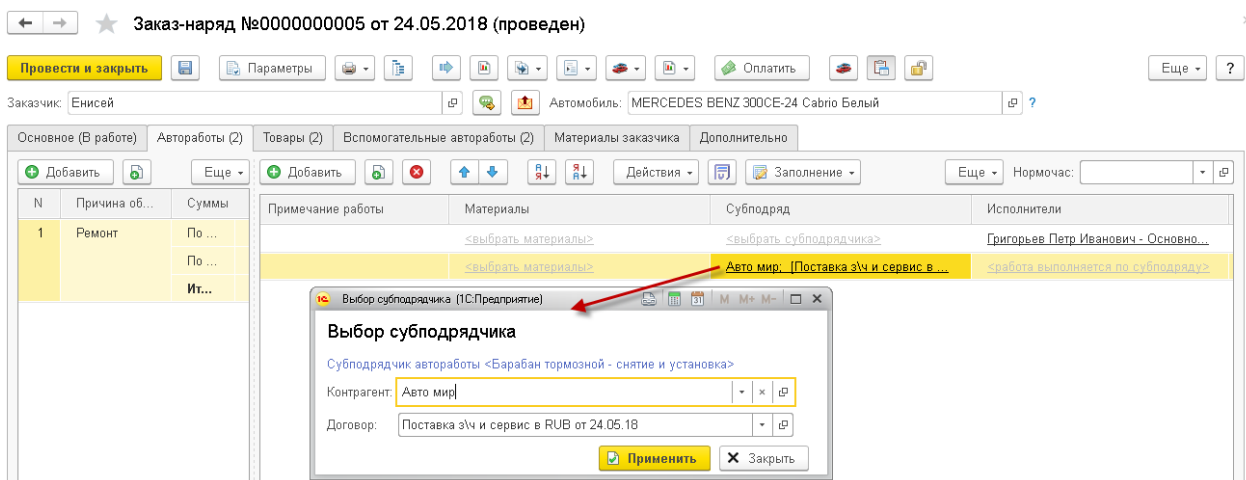 Заказ-наряд №0000000005 от 24.05.2018 (проведен)
Провести и закрыть Параметры Оплатить Еще ?
Заказчик: Енисей Автомобиль: MERCEDES BENZ 300CE-24 Cabrio Белый ?
Основное (В работе) Автоработы (2) Товары (2) Вспомогательные автоработы (2) Материалы заказчика Дополнительно
Добавить Еще Добавить Действия Заполнение Еще Нормочас:
N Причина об... Суммы Примечание работы Материалы Субподряд Исполнители
1 Ремонт По ... <выбрать материалы> <выбрать субподрядчика> Григорьев Петр Иванович - Основно...
По ... <выбрать материалы> Авто мир; [Поставка з\ч и сервис в ... <работа выполняется по субподряду>
Ит...
Выбор субподрядчика (1С:Предприятие) M M+ M-
Выбор субподрядчика
Субподрядчик автоработы <Барабан тормозной - снятие и установка>
Контрагент: Авто мир
Договор: Поставка з\ч и сервис в RUB от 24.05.18
Применить Закрыть